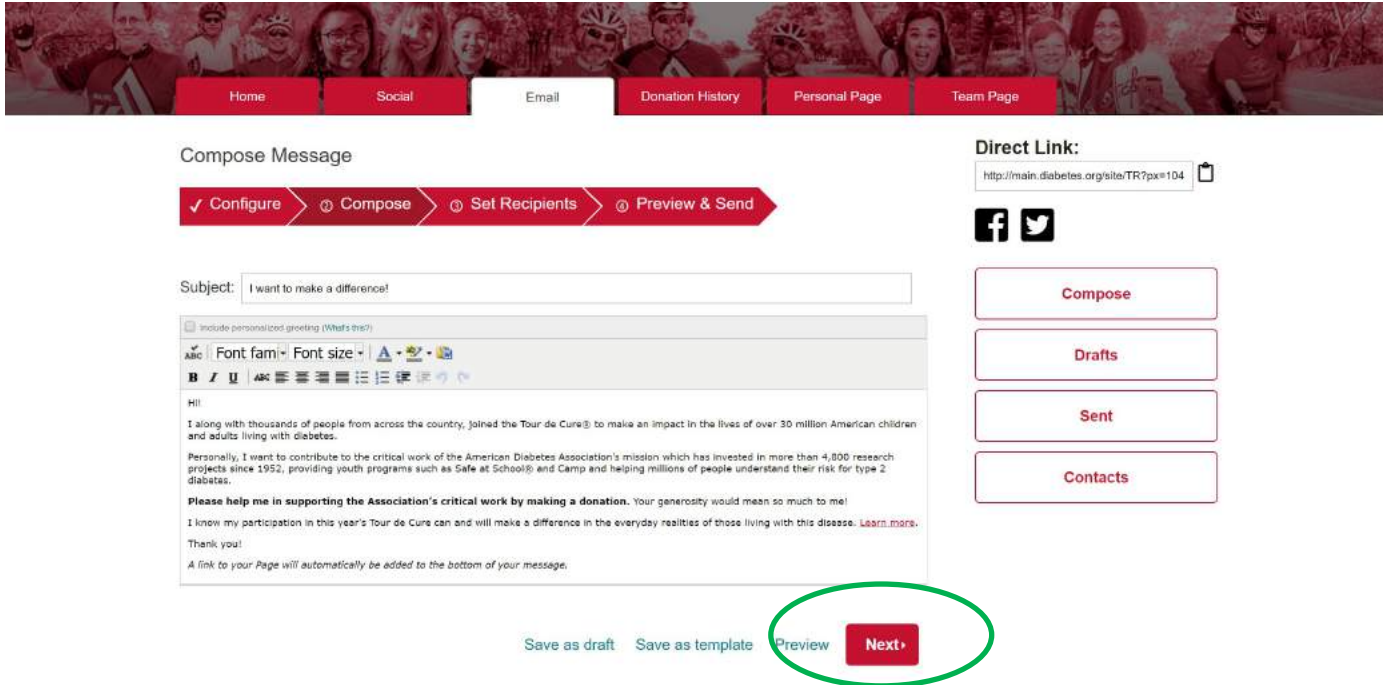 Home Social Email Donation History Personal Page Team Page
Compose Message
✓ Configure ② Compose ③ Set Recipients ④ Preview & Send
Subject: I want to make a difference!
Include personalized greeting (What's this?)
ABC Font fami Font size A
B I U ABC
Hi!
I along with thousands of people from across the country, joined the Tour de Cure® to make an impact in the lives of over 30 million American children
and adults living with diabetes.
Personally, I want to contribute to the critical work of the American Diabetes Association's mission which has invested in more than 4,800 research
projects since 1952, providing youth programs such as Safe at School® and Camp and helping millions of people understand their risk for type 2
diabetes.
Please help me in supporting the Association's critical work by making a donation. Your generosity would mean so much to me!
I know my participation in this year's Tour de Cure can and will make a difference in the everyday realities of those living with this disease. Learn more.
Thank you!
A link to your Page will automatically be added to the bottom of your message.
Save as draft Save as template Preview Next›
Direct Link:
http://main.diabetes.org/site/TR?px=104
Compose
Drafts
Sent
Contacts